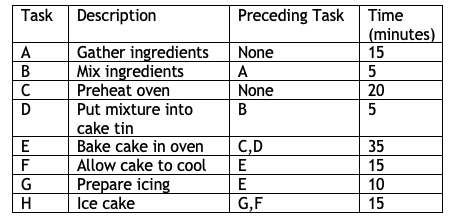 Task Description Preceding Task Time (minutes)
A Gather ingredients None 15
B Mix ingredients A 5
C Preheat oven None 20
D Put mixture into cake tin B 5
E Bake cake in oven C,D 35
F Allow cake to cool E 15
G Prepare icing E 10
H Ice cake G,F 15